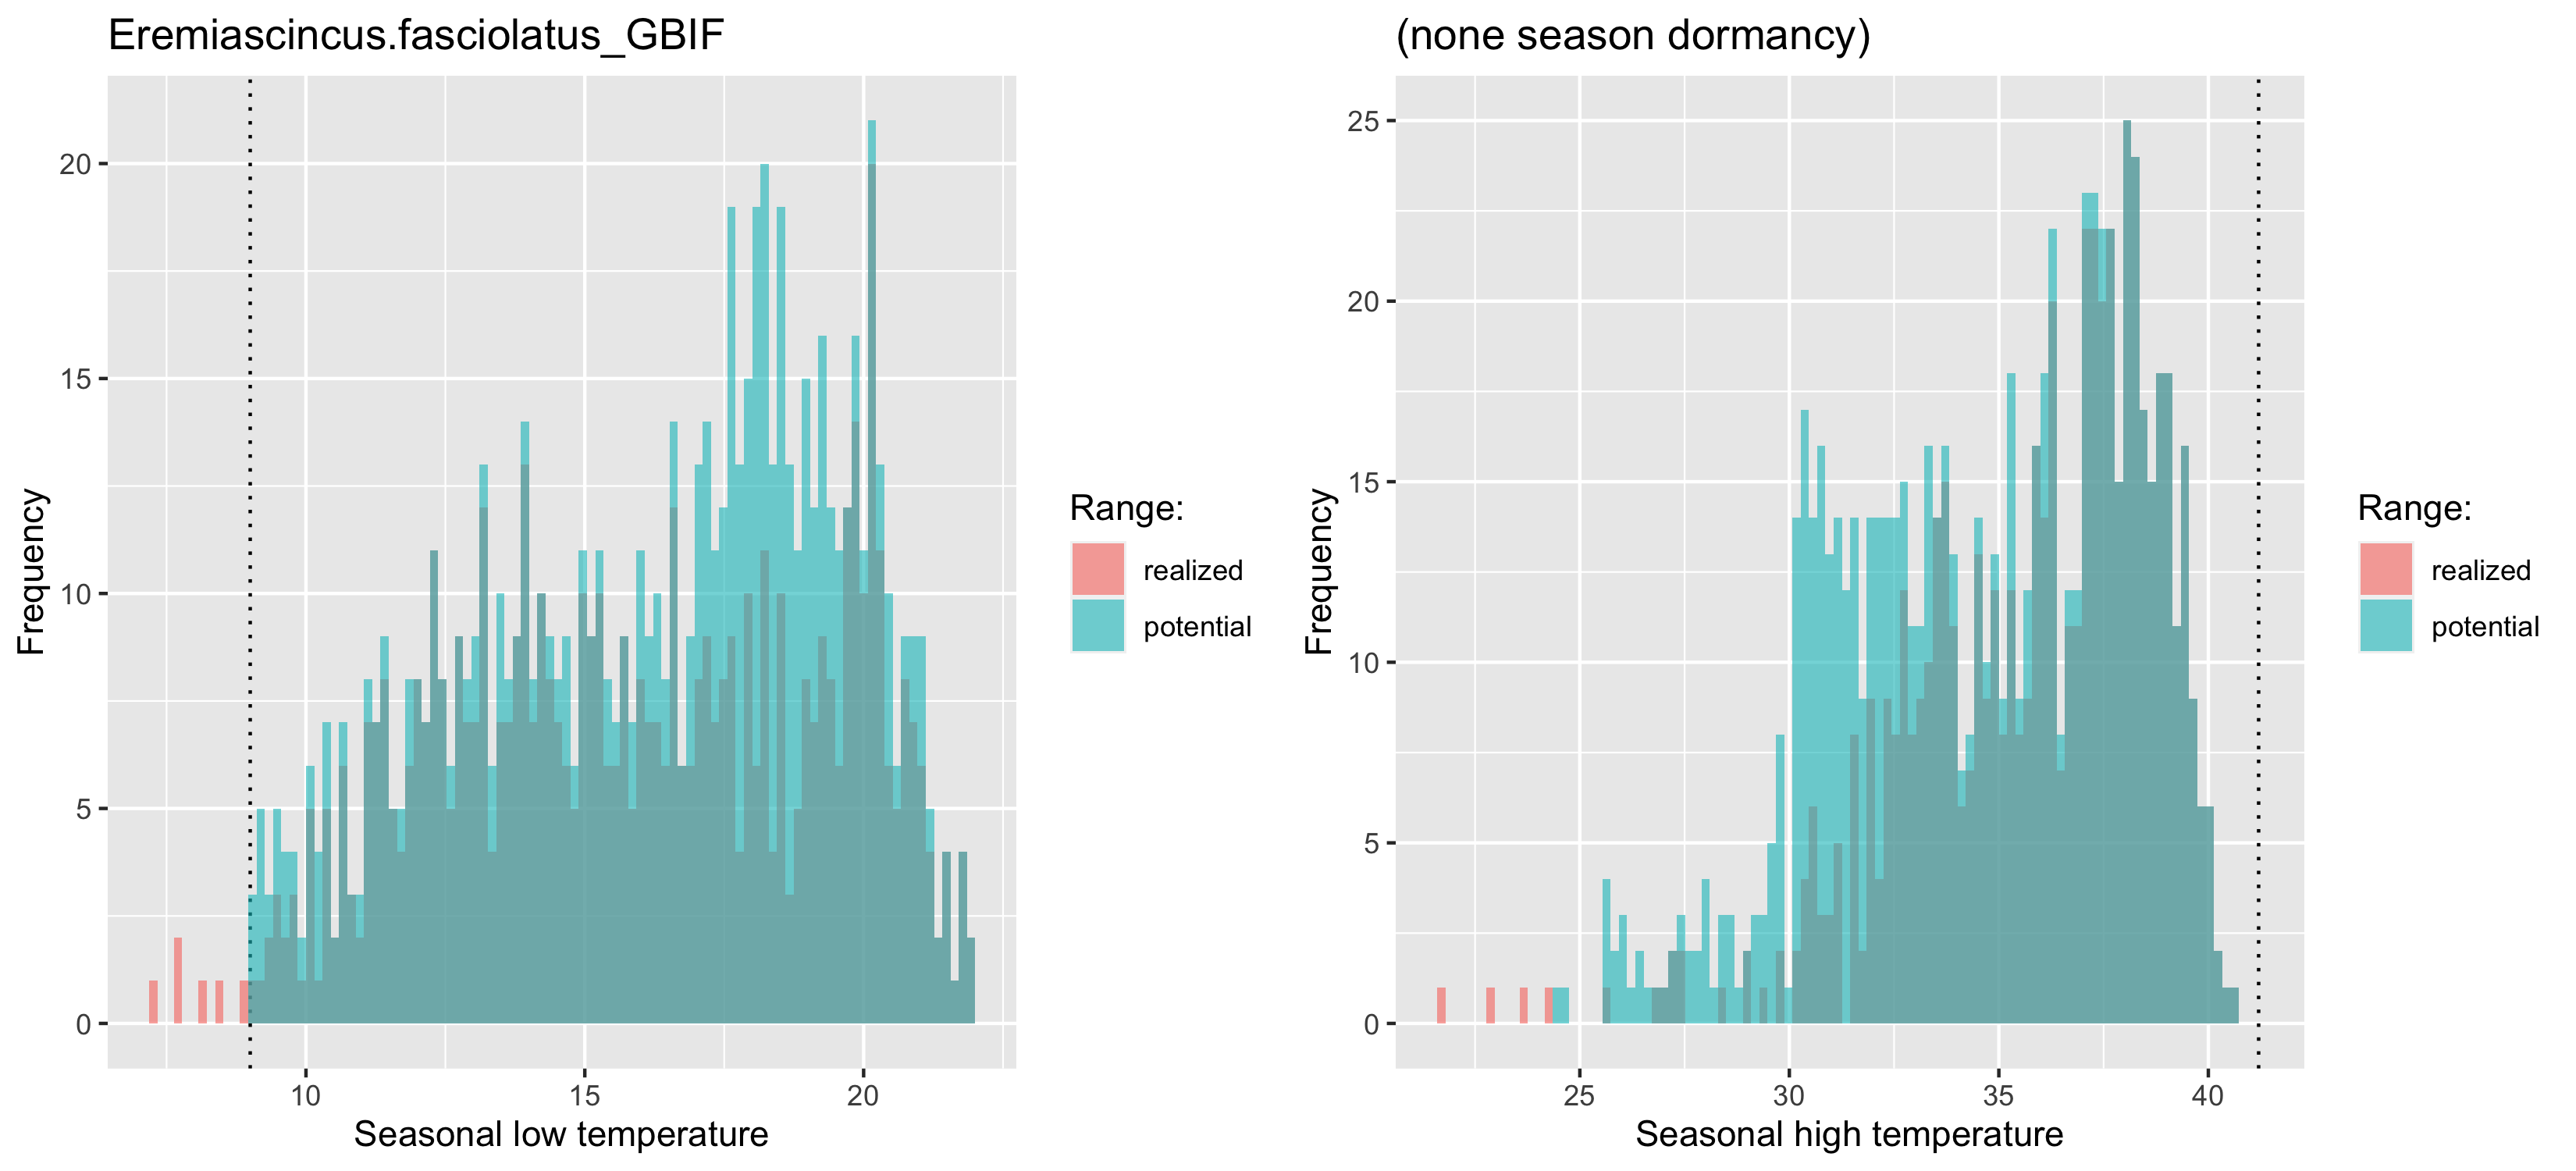 Eremiascincus.fasciolatus_GBIF
Frequency
20
15
10
5
0
10
15
20
Seasonal low temperature
Range:
realized
potential
(none season dormancy)
Frequency
25
20
15
10
5
0
25
30
35
40
Seasonal high temperature
Range:
realized
potential